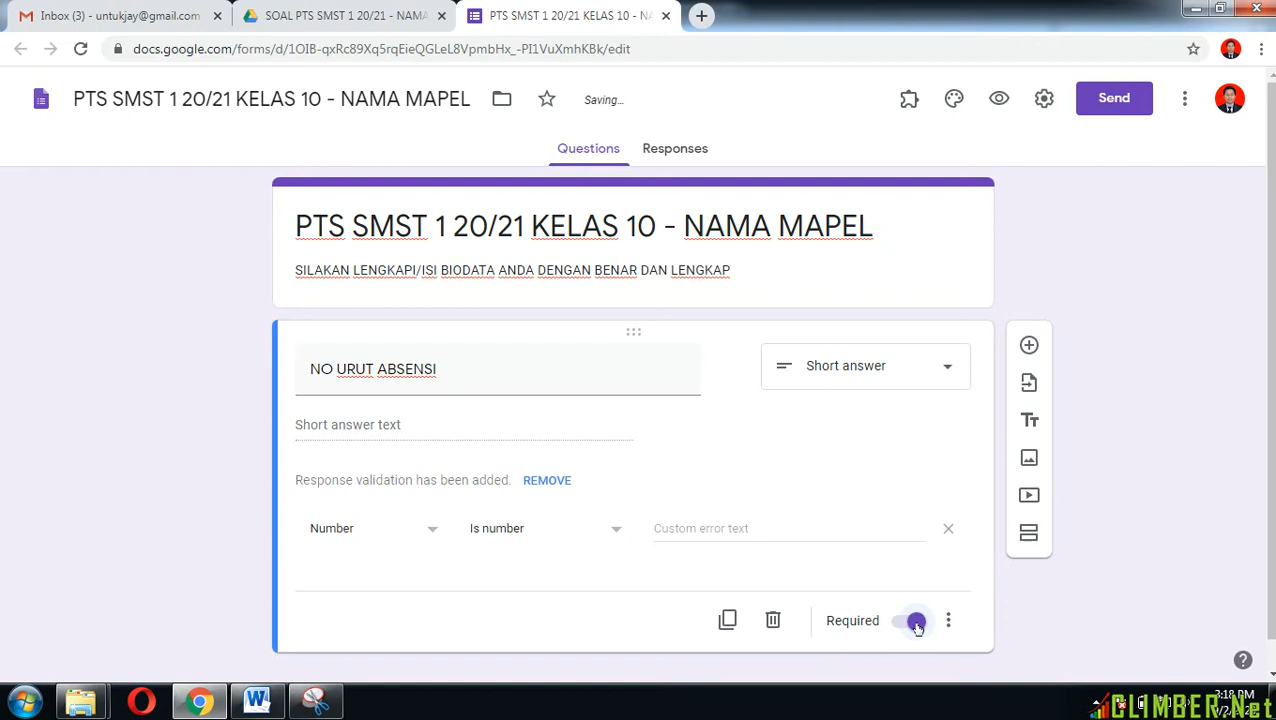 Inbox (3) - untukjay@gmail.com
SOAL PTS SMST 1 20/21 - NAMA
PTS SMST 1 20/21 KELAS 10 - NA
docs.google.com/forms/d/1OIB-qxRc89Xq5rqEieQGLeL8VpmbHx_-PI1VuXmhKBk/edit
PTS SMST 1 20/21 KELAS 10 - NAMA MAPEL
Saving...
Send
Questions
Responses
PTS SMST 1 20/21 KELAS 10 - NAMA MAPEL
SILAKAN LENGKAPI/ISI BIODATA ANDA DENGAN BENAR DAN LENGKAP
NO URUT ABSENSI
Short answer
Short answer text
Response validation has been added. REMOVE
Number
Is number
Custom error text
Required
CLIMBER.Net